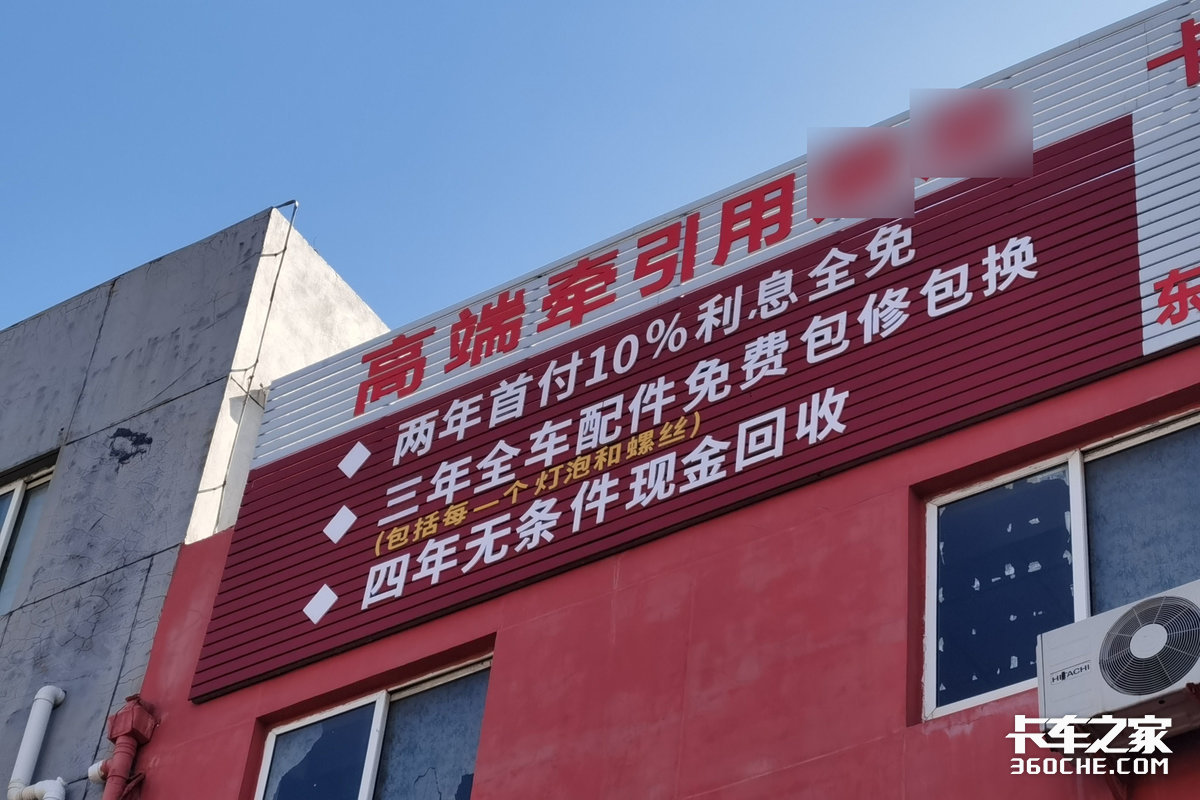 高端牵引用
两年首付10%利息全免
三年全车配件免费包修包换
(包括每一个灯泡和螺丝)
四年无条件现金回收
卡
东
HITACHI
卡车之家
360CHE.COM